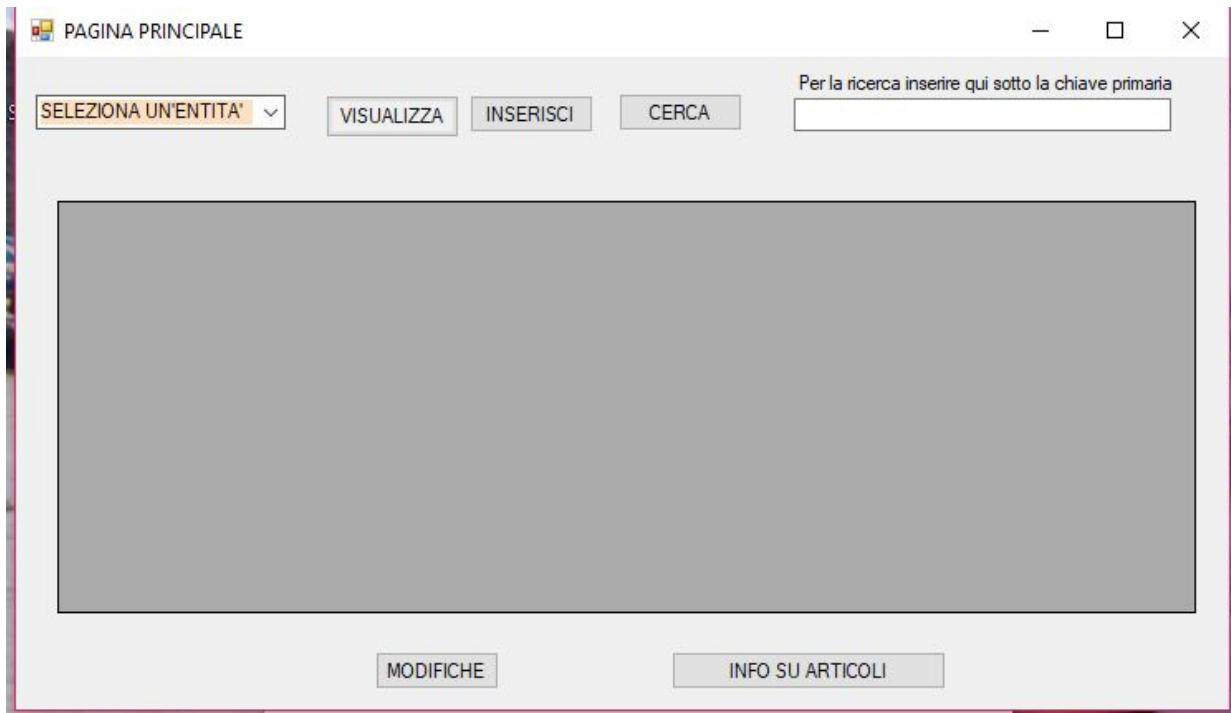 PAGINA PRINCIPALE
Per la ricerca inserire qui sotto la chiave primaria
SELEZIONA UN'ENTITA'
VISUALIZZA
INSERISCI
CERCA
MODIFICHE
INFO SU ARTICOLI